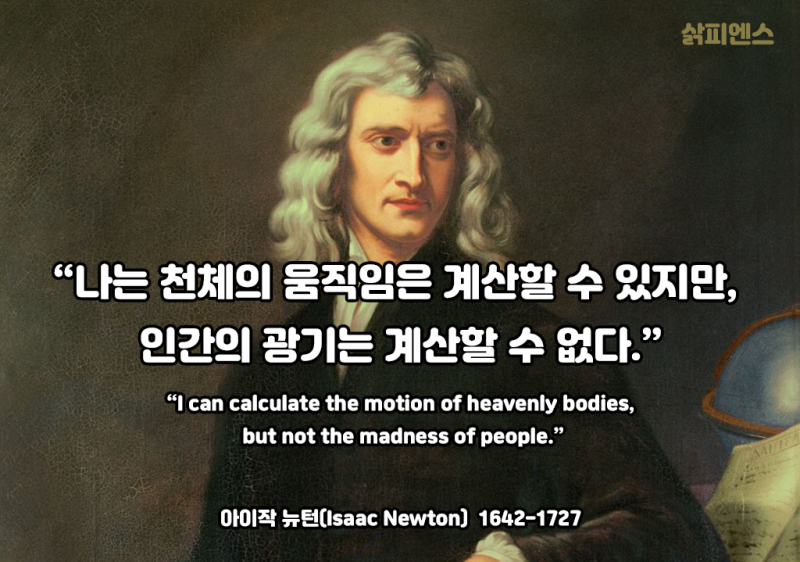 삵피엔스
“나는 천체의 움직임은 계산할 수 있지만,
인간의 광기는 계산할 수 없다.”
“I can calculate the motion of heavenly bodies,
but not the madness of people.”
아이작 뉴턴(Isaac Newton) 1642-1727